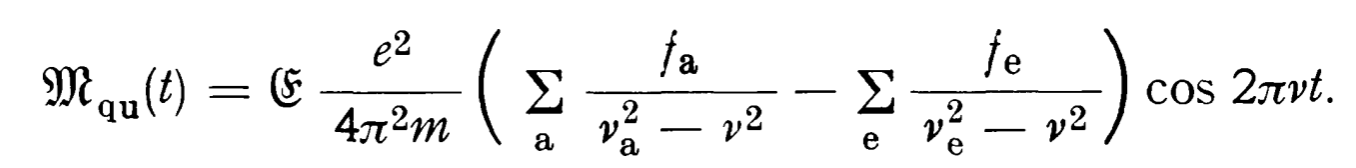 𝔐_qu(t) = 𝔈 e²/(4π²m) ( Σ_a f_a/(ν_a² − ν²) − Σ_e f_e/(ν_e² − ν²) ) cos 2πνt.